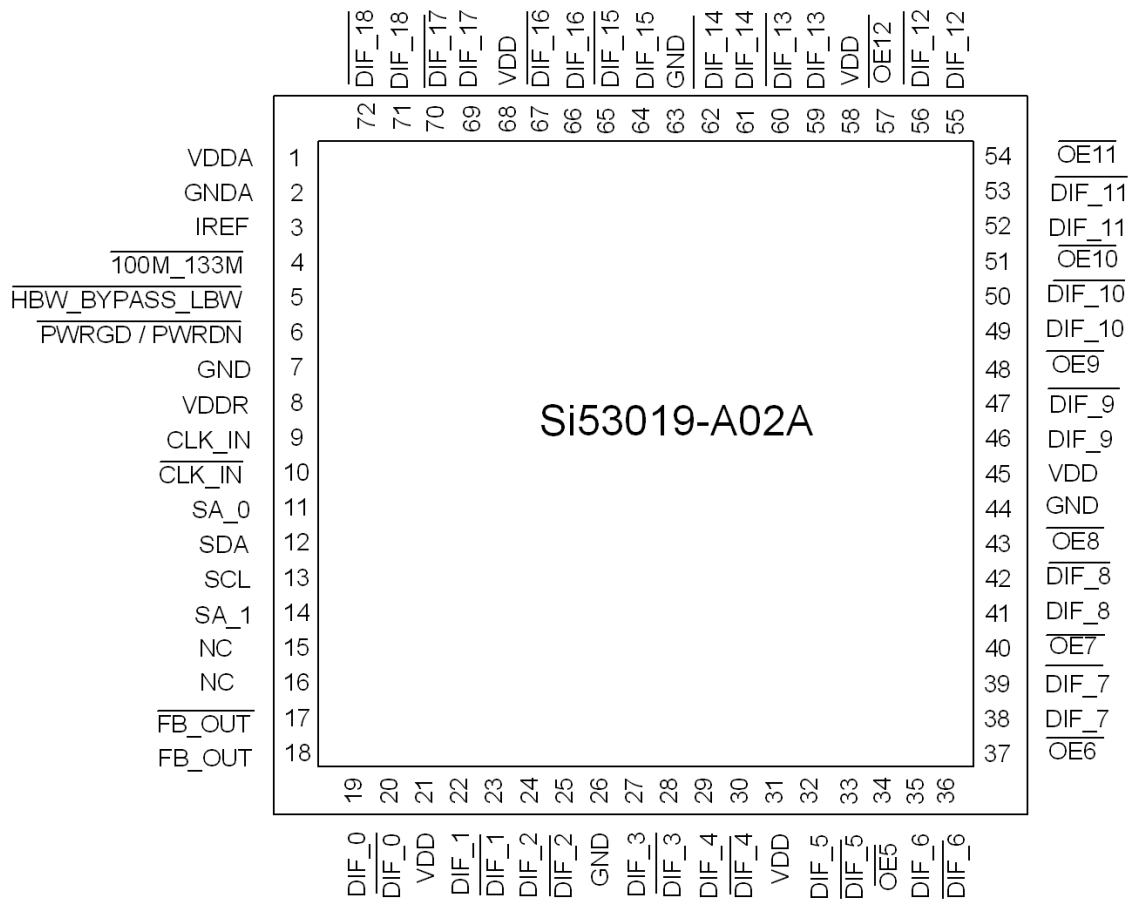 DIF_18
DIF_18
DIF_17
DIF_17
VDD
DIF_16
DIF_16
DIF_15
DIF_15
GND
DIF_14
DIF_14
DIF_13
DIF_13
VDD
OE12
DIF_12
DIF_12
72 71 70 69 68 67 66 65 64 63 62 61 60 59 58 57 56 55
VDDA 1
GNDA 2
IREF 3
100M_133M 4
HBW_BYPASS_LBW 5
PWRGD / PWRDN 6
GND 7
VDDR 8
CLK_IN 9
CLK_IN 10
SA_0 11
SDA 12
SCL 13
SA_1 14
NC 15
NC 16
FB_OUT 17
FB_OUT 18
Si53019-A02A
54 OE11
53 DIF_11
52 DIF_11
51 OE10
50 DIF_10
49 DIF_10
48 OE9
47 DIF_9
46 DIF_9
45 VDD
44 GND
43 OE8
42 DIF_8
41 DIF_8
40 OE7
39 DIF_7
38 DIF_7
37 OE6
19 20 21 22 23 24 25 26 27 28 29 30 31 32 33 34 35 36
DIF_0
DIF_0
VDD
DIF_1
DIF_1
DIF_2
DIF_2
GND
DIF_3
DIF_3
DIF_4
DIF_4
VDD
DIF_5
DIF_5
OE5
DIF_6
DIF_6